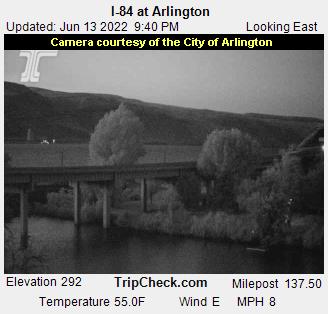 I-84 at Arlington
Updated: Jun 13 2022 9:40 PM Looking East
Camera courtesy of the City of Arlington
Elevation 292 TripCheck.com Milepost 137.50
Temperature 55.0F Wind E MPH 8